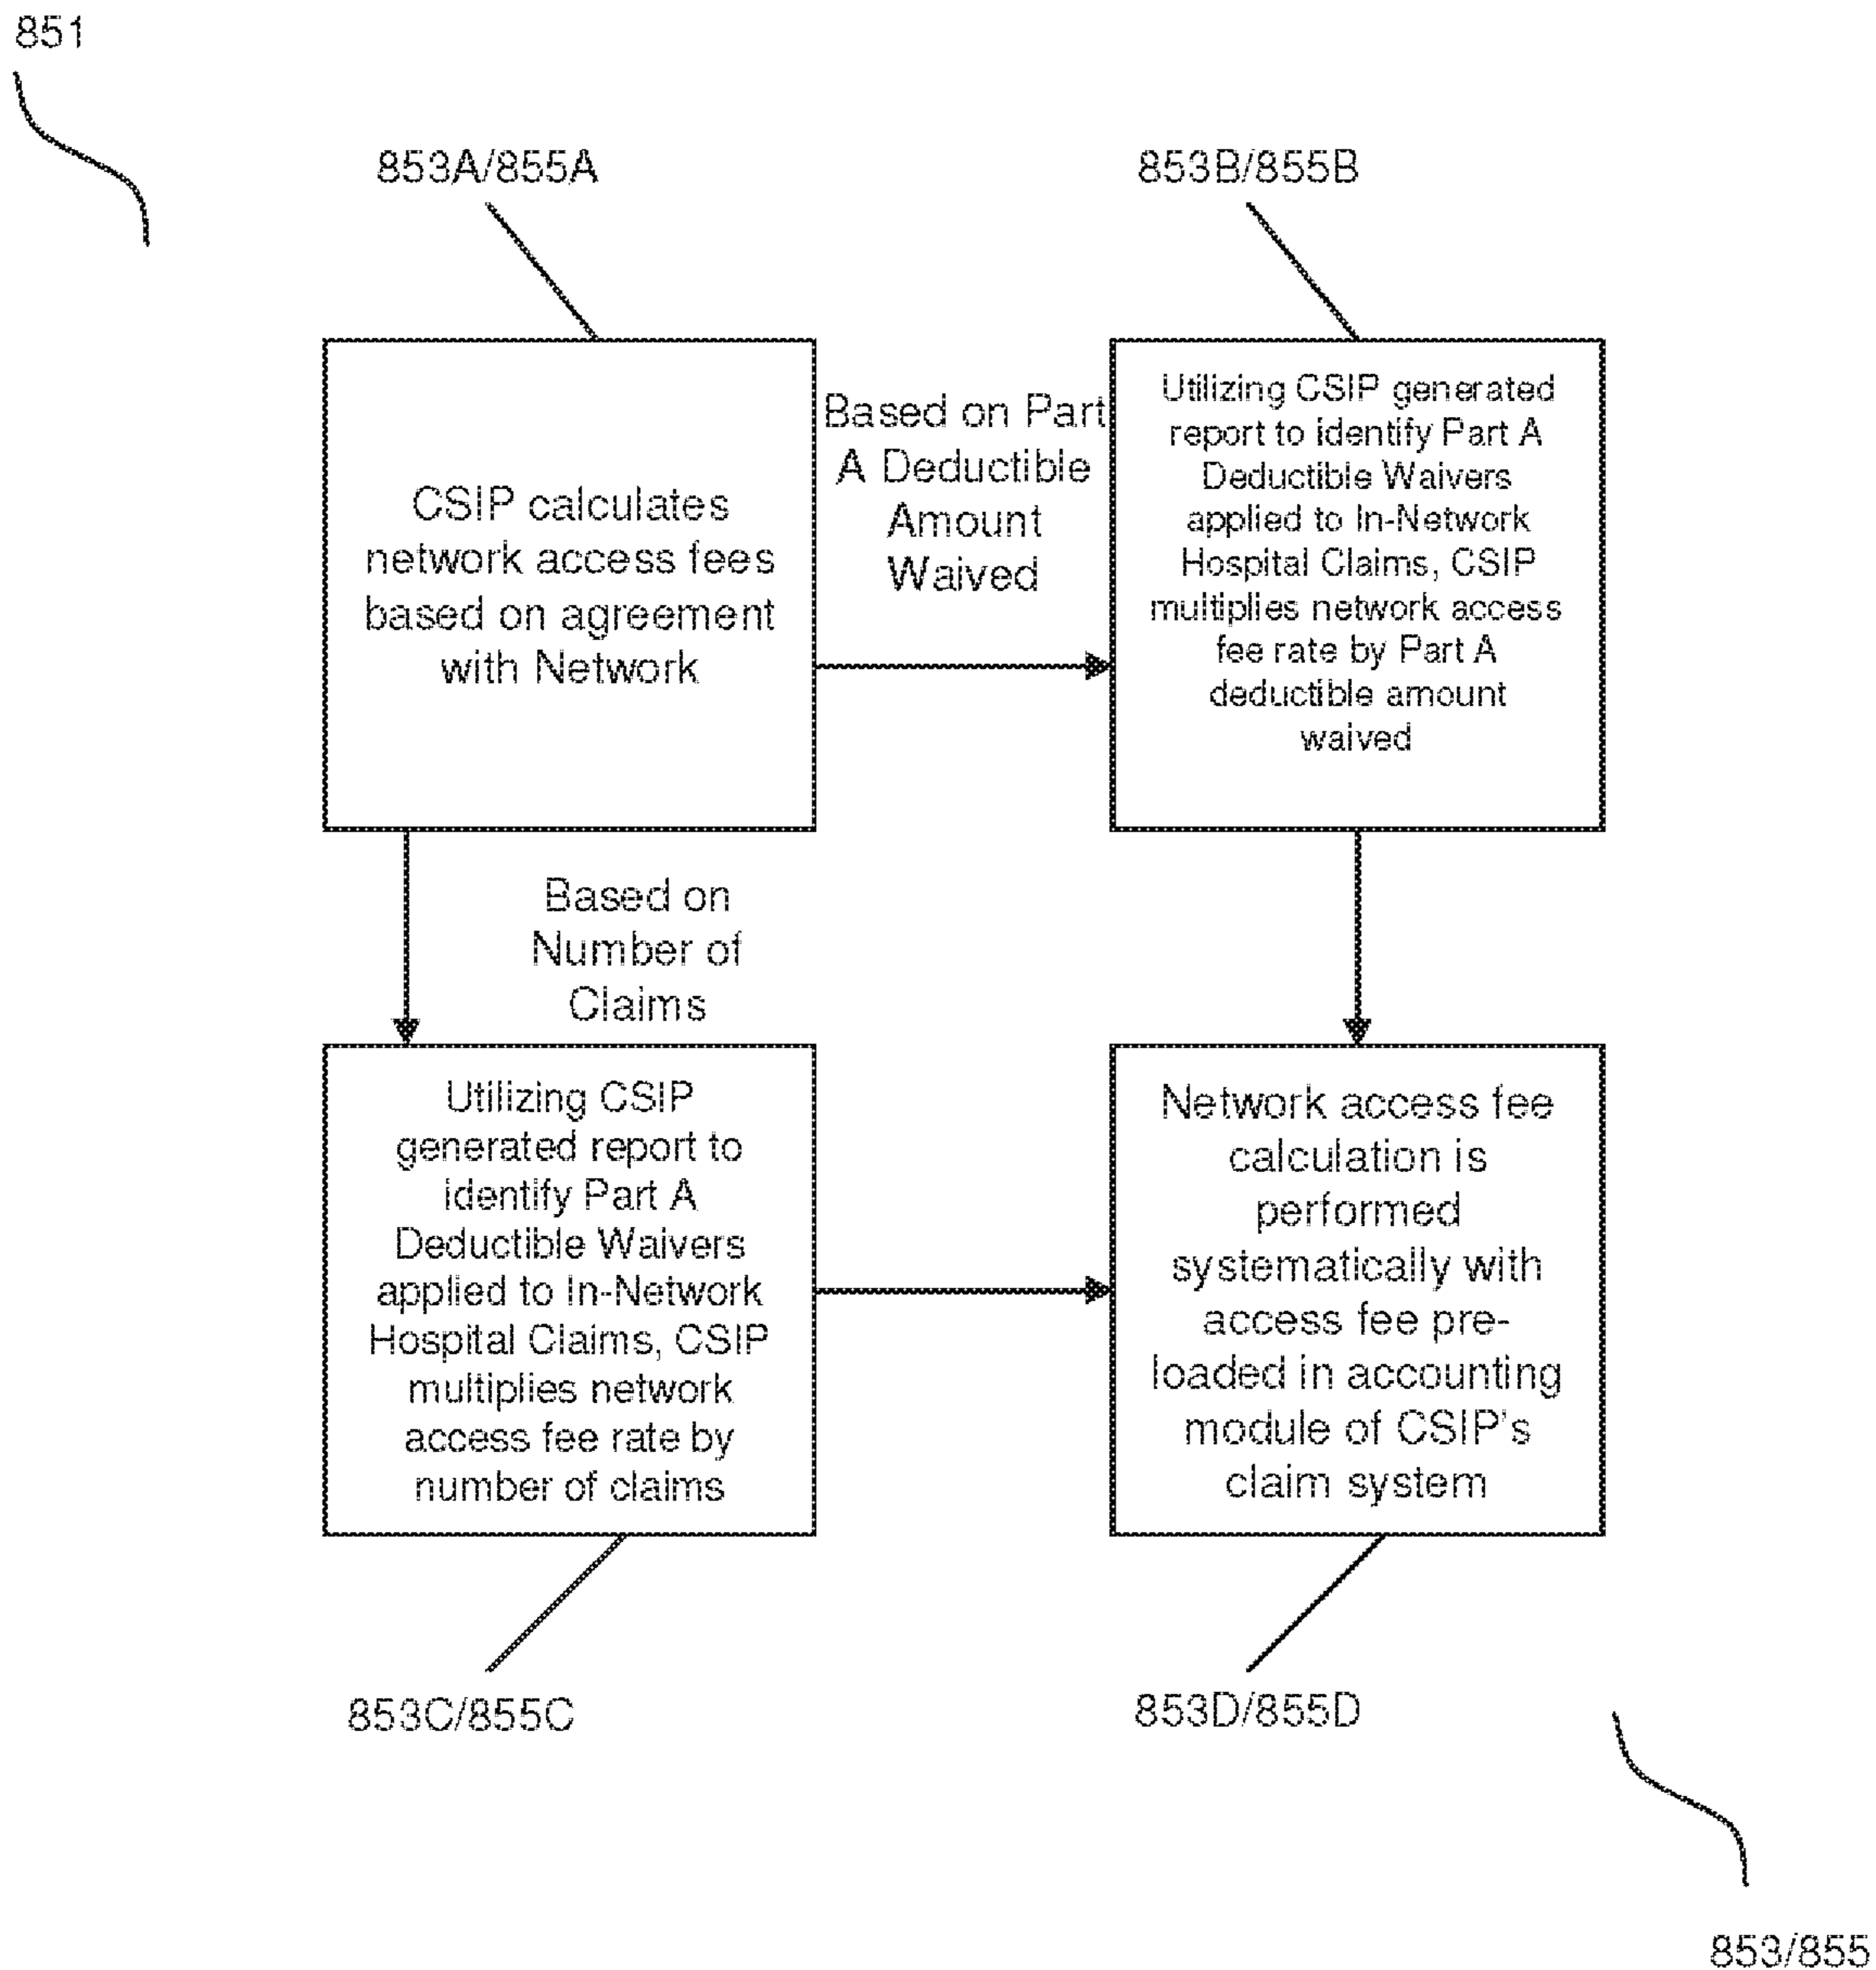 851
853A/855A
853B/855B
CSIP calculates
network access fees
based on agreement
with Network
Based on Part
A Deductible
Amount
Waived
Utilizing CSIP generated
report to identify Part A
Deductible Waivers
applied to In-Network
Hospital Claims, CSIP
multiplies network access
fee rate by Part A
deductible amount
waived
Based on
Number of
Claims
Utilizing CSIP
generated report to
identify Part A
Deductible Waivers
applied to In-Network
Hospital Claims, CSIP
multiplies network
access fee rate by
number of claims
Network access fee
calculation is
performed
systematically with
access fee pre-
loaded in accounting
module of CSIP's
claim system
853C/855C
853D/855D
853/855